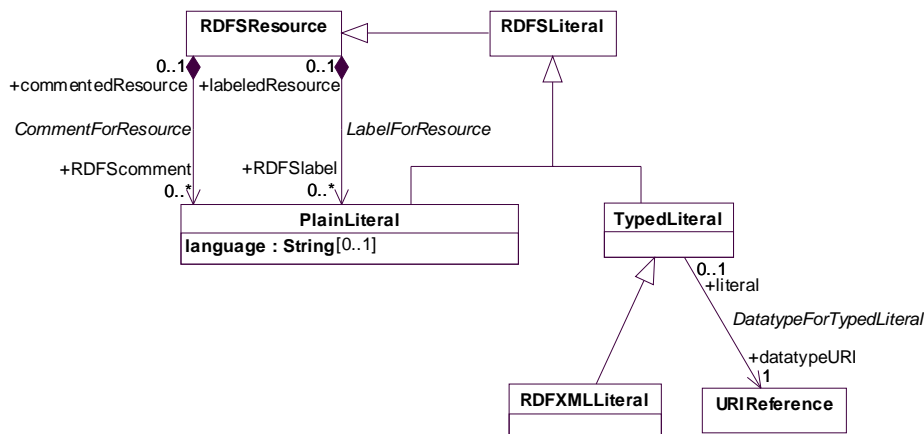 RDFSResource
RDFSLiteral
0..1
0..1
+commentedResource
+labeledResource
CommentForResource
LabelForResource
+RDFScomment
+RDFSlabel
0..*
0..*
PlainLiteral
language : String[0..1]
TypedLiteral
0..1
+literal
DatatypeForTypedLiteral
+datatypeURI
1
RDFXMLLiteral
URIReference